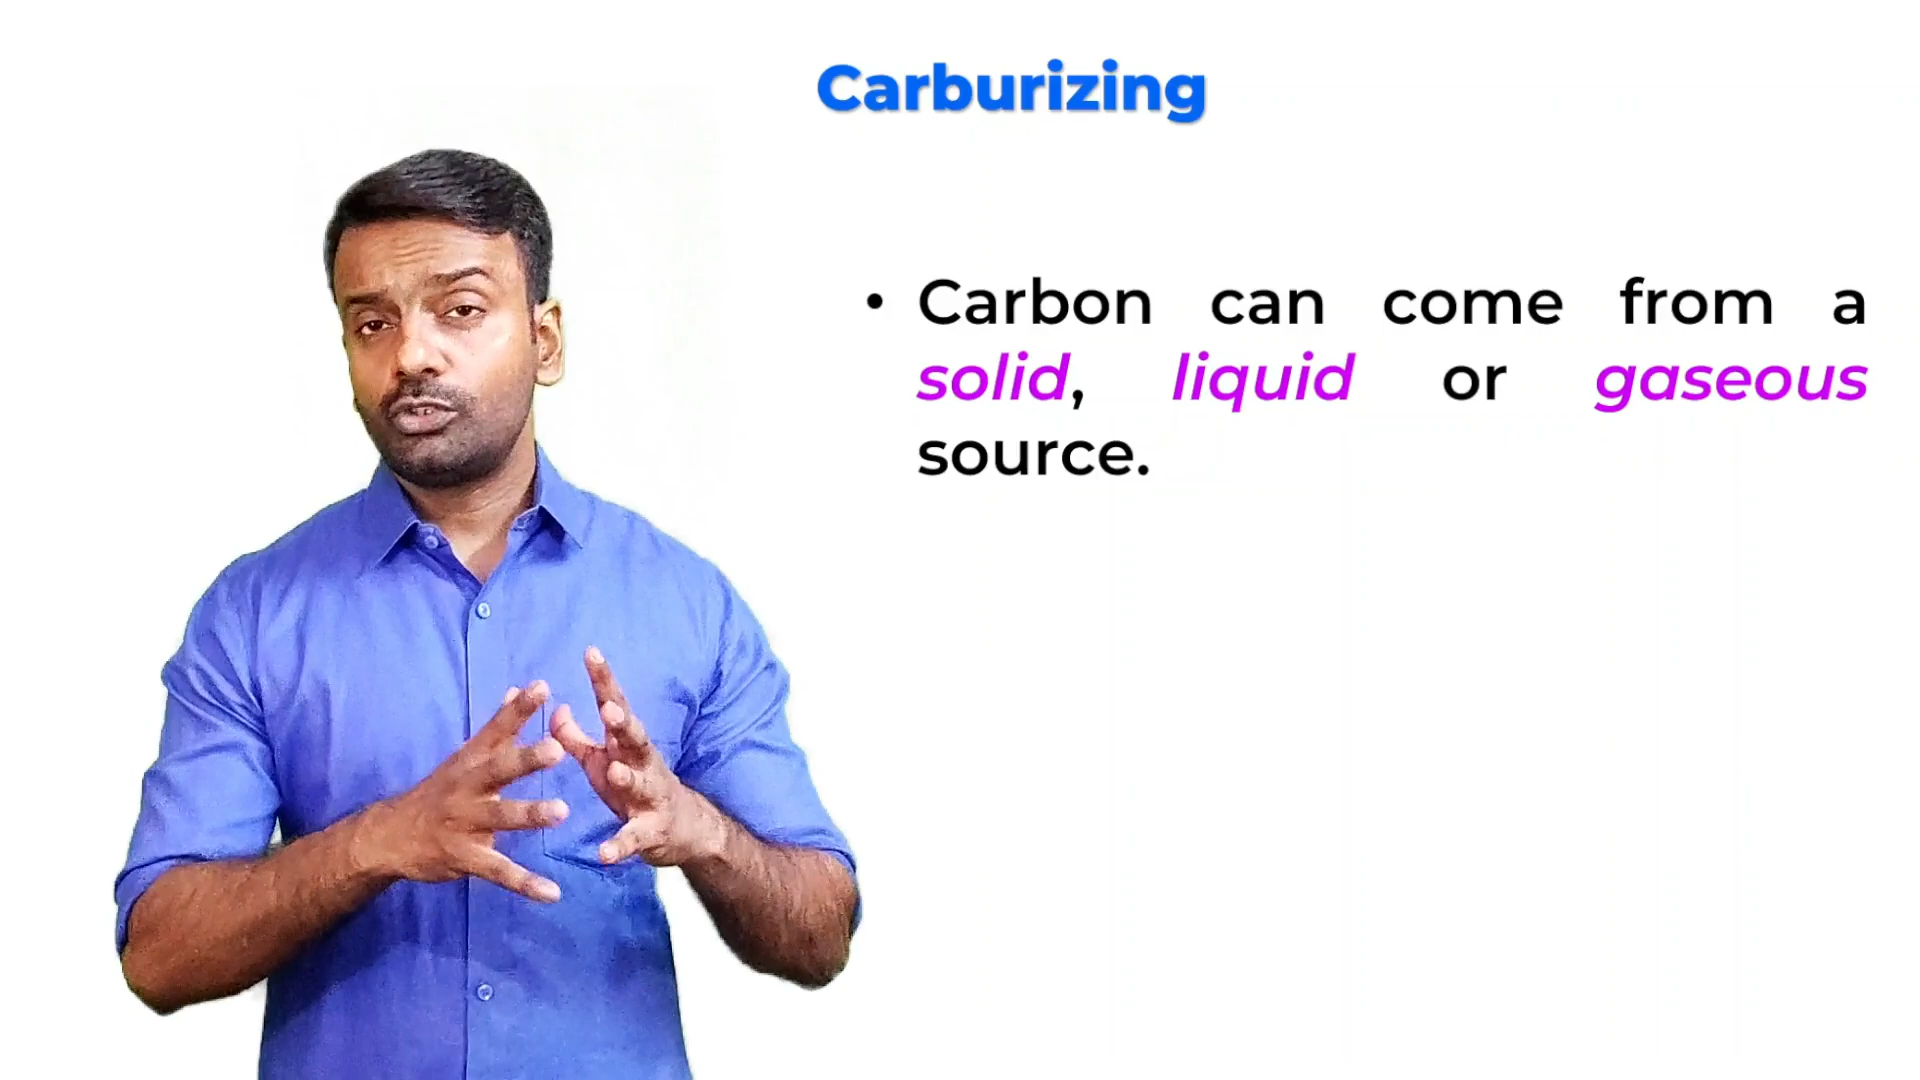 Carburizing
• Carbon can come from a
solid, liquid or gaseous
source.